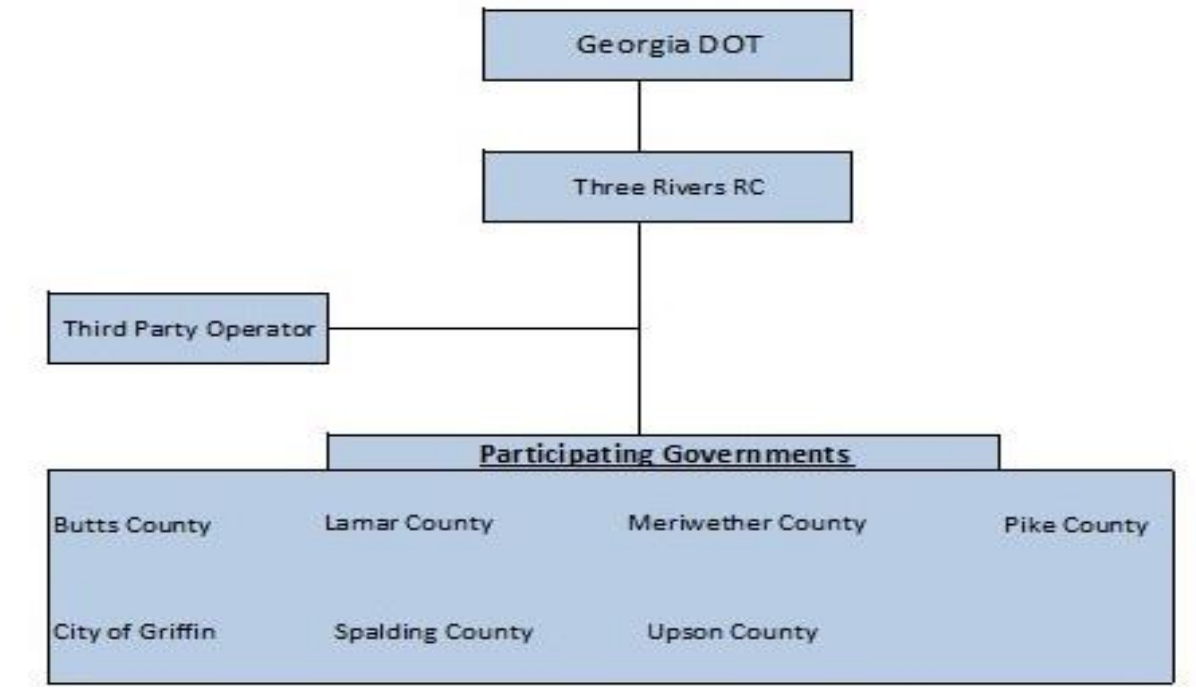 Georgia DOT
Three Rivers RC
Third Party Operator
Participating Governments
Butts County
Lamar County
Meriwether County
Pike County
City of Griffin
Spalding County
Upson County